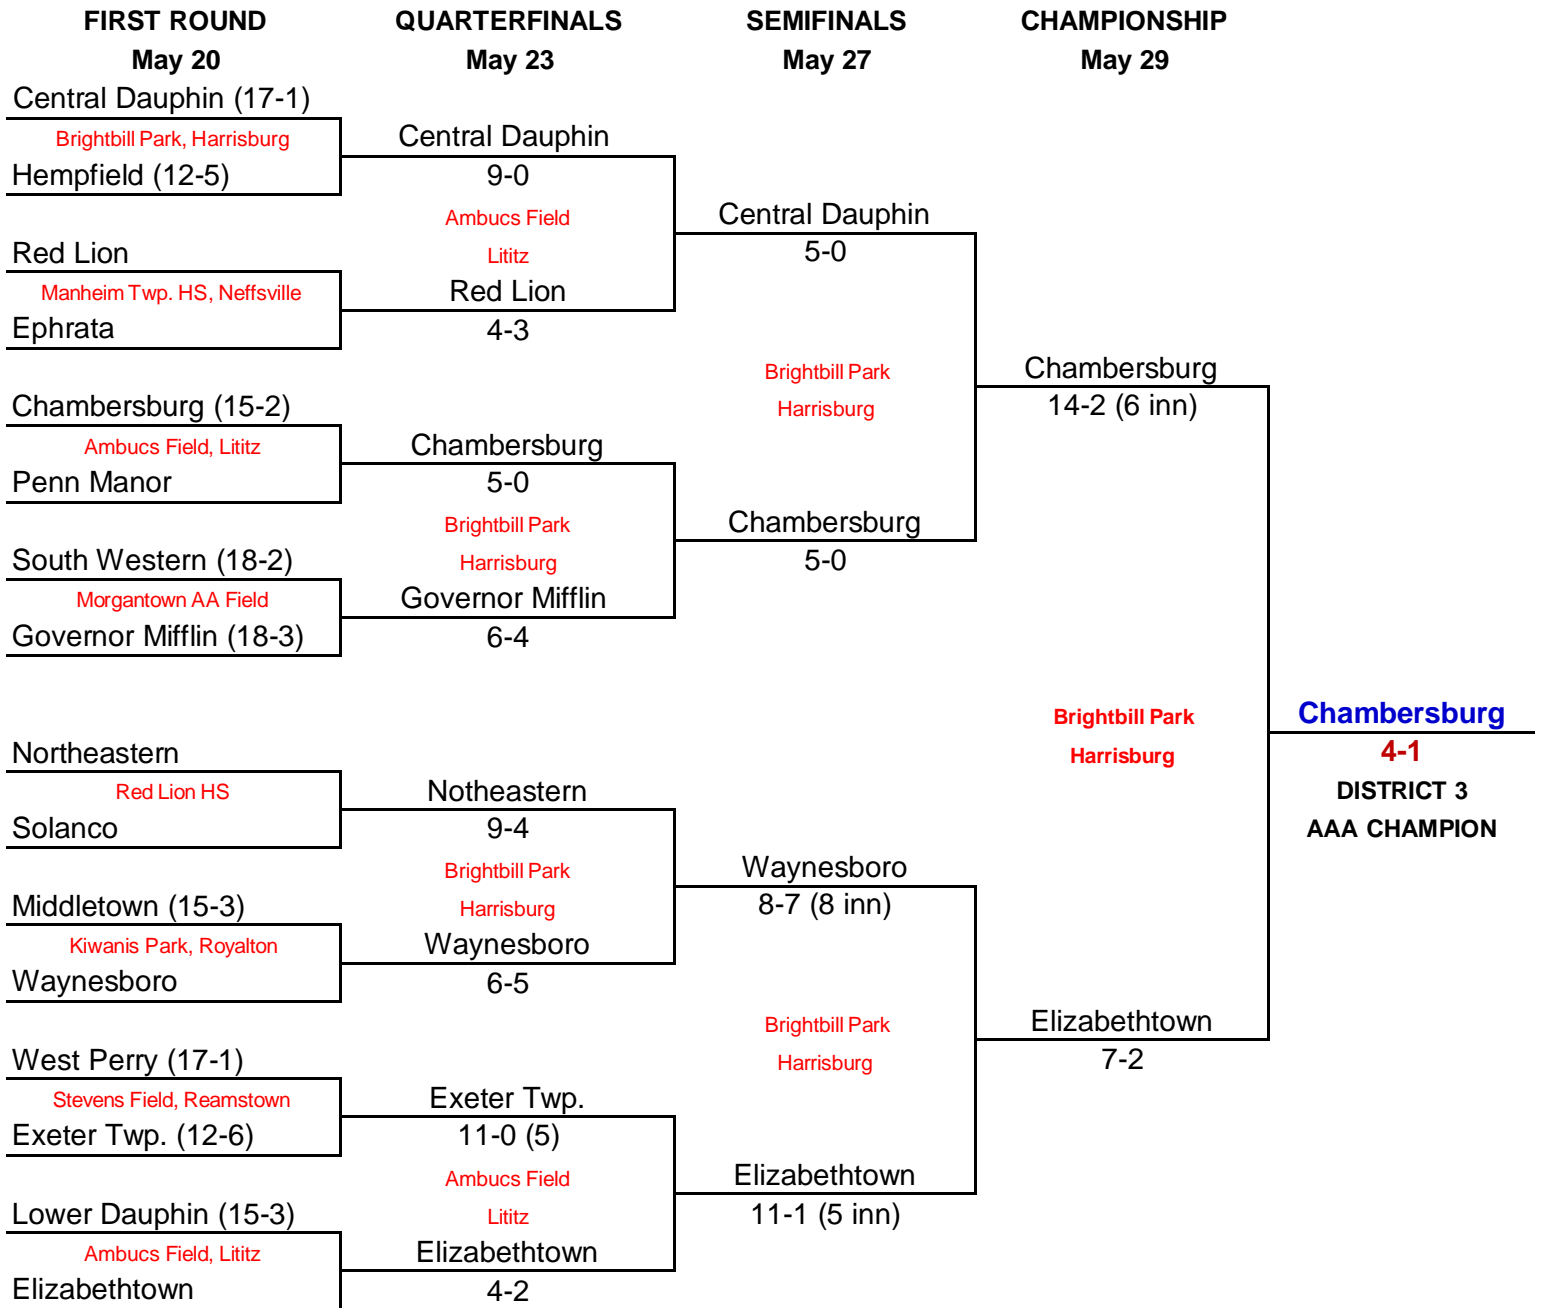 FIRST ROUND
May 20
QUARTERFINALS
May 23
SEMIFINALS
May 27
CHAMPIONSHIP
May 29
Central Dauphin (17-1)
Brightbill Park, Harrisburg
Hempfield (12-5)
Red Lion
Manheim Twp. HS, Neffsville
Ephrata
Chambersburg (15-2)
Ambucs Field, Lititz
Penn Manor
South Western (18-2)
Morgantown AA Field
Governor Mifflin (18-3)
Northeastern
Red Lion HS
Solanco
Middletown (15-3)
Kiwanis Park, Royalton
Waynesboro
West Perry (17-1)
Stevens Field, Reamstown
Exeter Twp. (12-6)
Lower Dauphin (15-3)
Ambucs Field, Lititz
Elizabethtown
Central Dauphin
9-0
Ambucs Field
Lititz
Red Lion
4-3
Chambersburg
5-0
Brightbill Park
Harrisburg
Governor Mifflin
6-4
Notheastern
9-4
Brightbill Park
Harrisburg
Waynesboro
6-5
Exeter Twp.
11-0 (5)
Ambucs Field
Lititz
Elizabethtown
4-2
Central Dauphin
5-0
Brightbill Park
Harrisburg
Chambersburg
5-0
Waynesboro
8-7 (8 inn)
Brightbill Park
Harrisburg
Elizabethtown
11-1 (5 inn)
Chambersburg
14-2 (6 inn)
Brightbill Park
Harrisburg
Elizabethtown
7-2
Chambersburg
4-1
DISTRICT 3
AAA CHAMPION